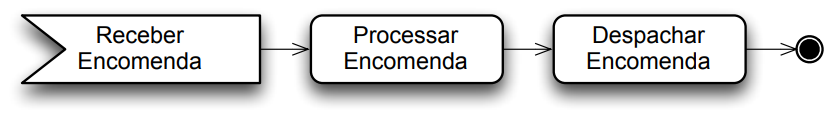 Receber
Encomenda
Processar
Encomenda
Despachar
Encomenda